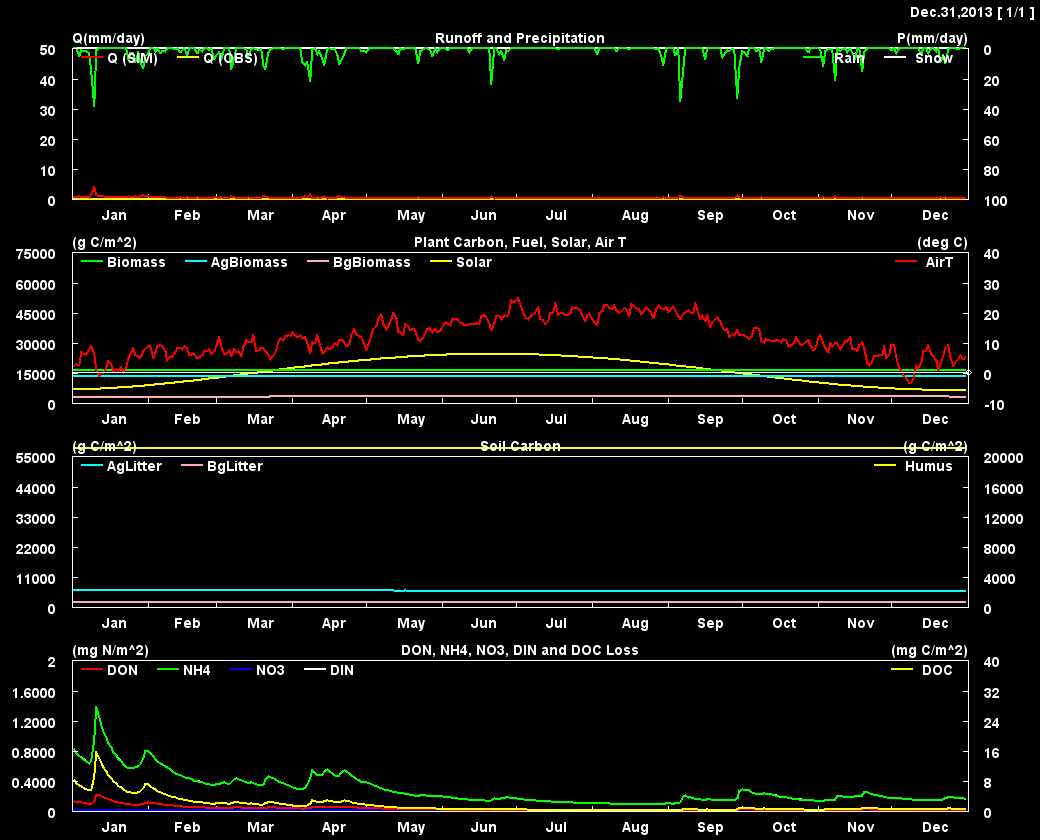 Dec.31,2013 [ 1/1 ]
Q(mm/day) Runoff and Precipitation P(mm/day)
50 Q (SIM) Q (OBS) Rain Snow 0
40 20
30 40
20 60
10 80
0 100
Jan Feb Mar Apr May Jun Jul Aug Sep Oct Nov Dec
(g C/m^2) Plant Carbon, Fuel, Solar, Air T (deg C)
75000 Biomass AgBiomass BgBiomass Solar AirT 40
60000 30
45000 20
30000 10
15000 0
0 -10
Jan Feb Mar Apr May Jun Jul Aug Sep Oct Nov Dec
(g C/m^2) Soil Carbon (g C/m^2)
55000 AgLitter BgLitter Humus 20000
44000 16000
33000 12000
22000 8000
11000 4000
0 0
Jan Feb Mar Apr May Jun Jul Aug Sep Oct Nov Dec
(mg N/m^2) DON, NH4, NO3, DIN and DOC Loss (mg C/m^2)
2 DON NH4 NO3 DIN DOC 40
1.6000 32
1.2000 24
0.8000 16
0.4000 8
0 0
Jan Feb Mar Apr May Jun Jul Aug Sep Oct Nov Dec